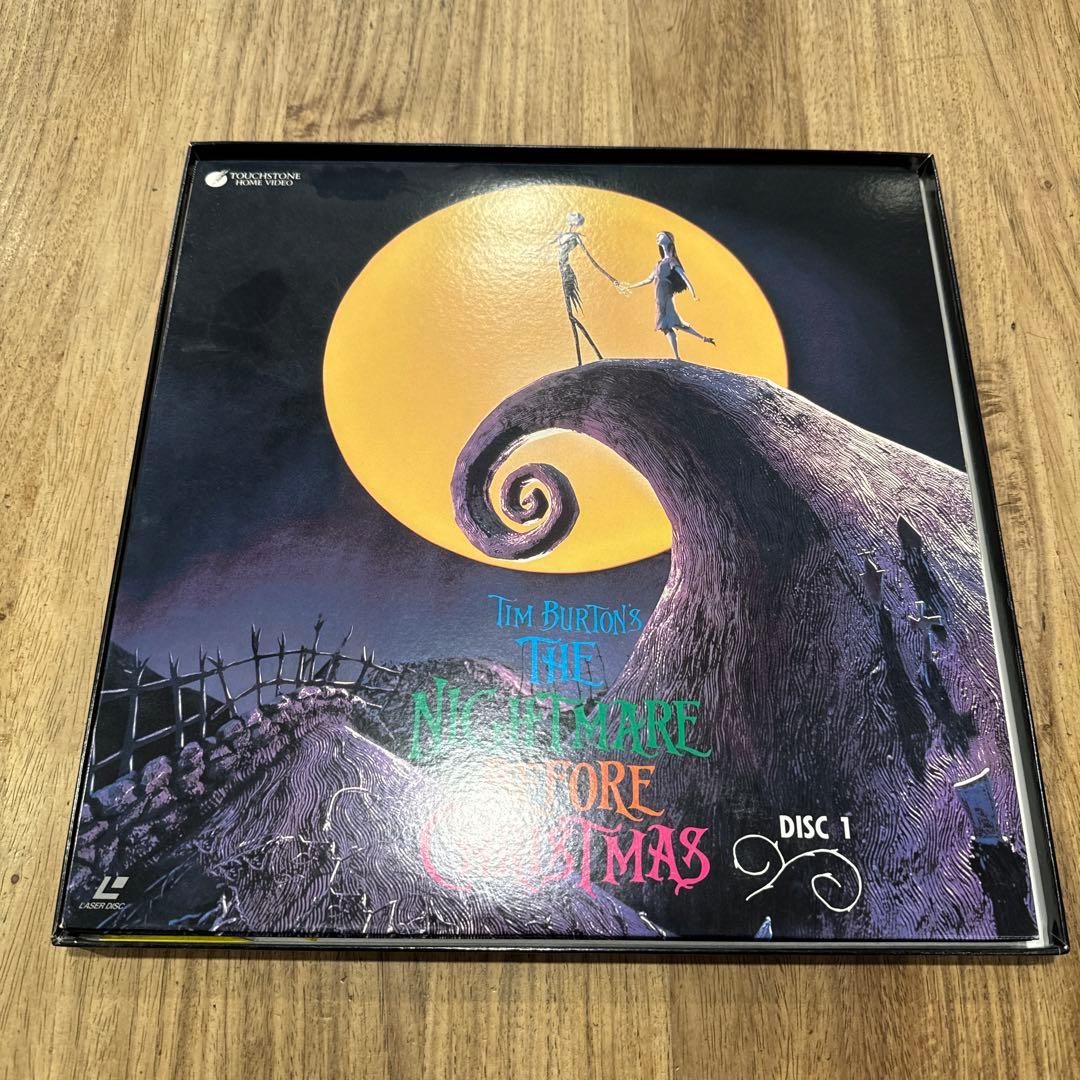 TOUCHSTONE
HOME VIDEO
TIM BURTON'S
THE
NIGHTMARE
BEFORE
CHRISTMAS
DISC 1
LASER DISC